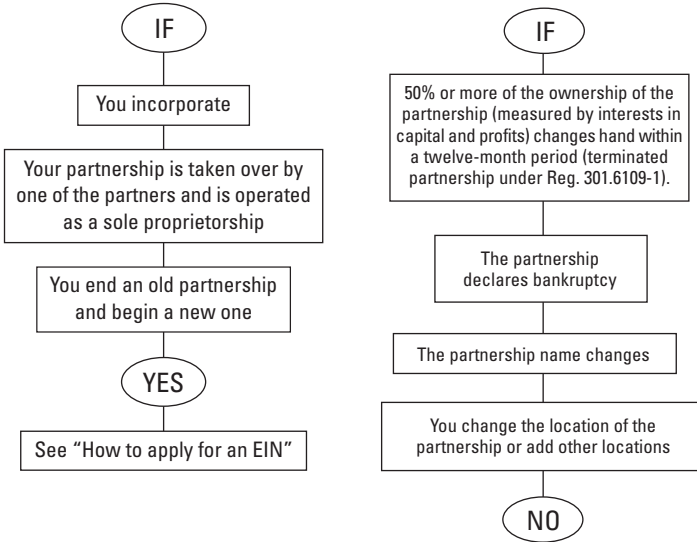 IF
You incorporate
Your partnership is taken over by
one of the partners and is operated
as a sole proprietorship
You end an old partnership
and begin a new one
YES
See “How to apply for an EIN”
IF
50% or more of the ownership of the
partnership (measured by interests in
capital and profits) changes hand within
a twelve-month period (terminated
partnership under Reg. 301.6109-1).
The partnership
declares bankruptcy
The partnership name changes
You change the location of the
partnership or add other locations
NO